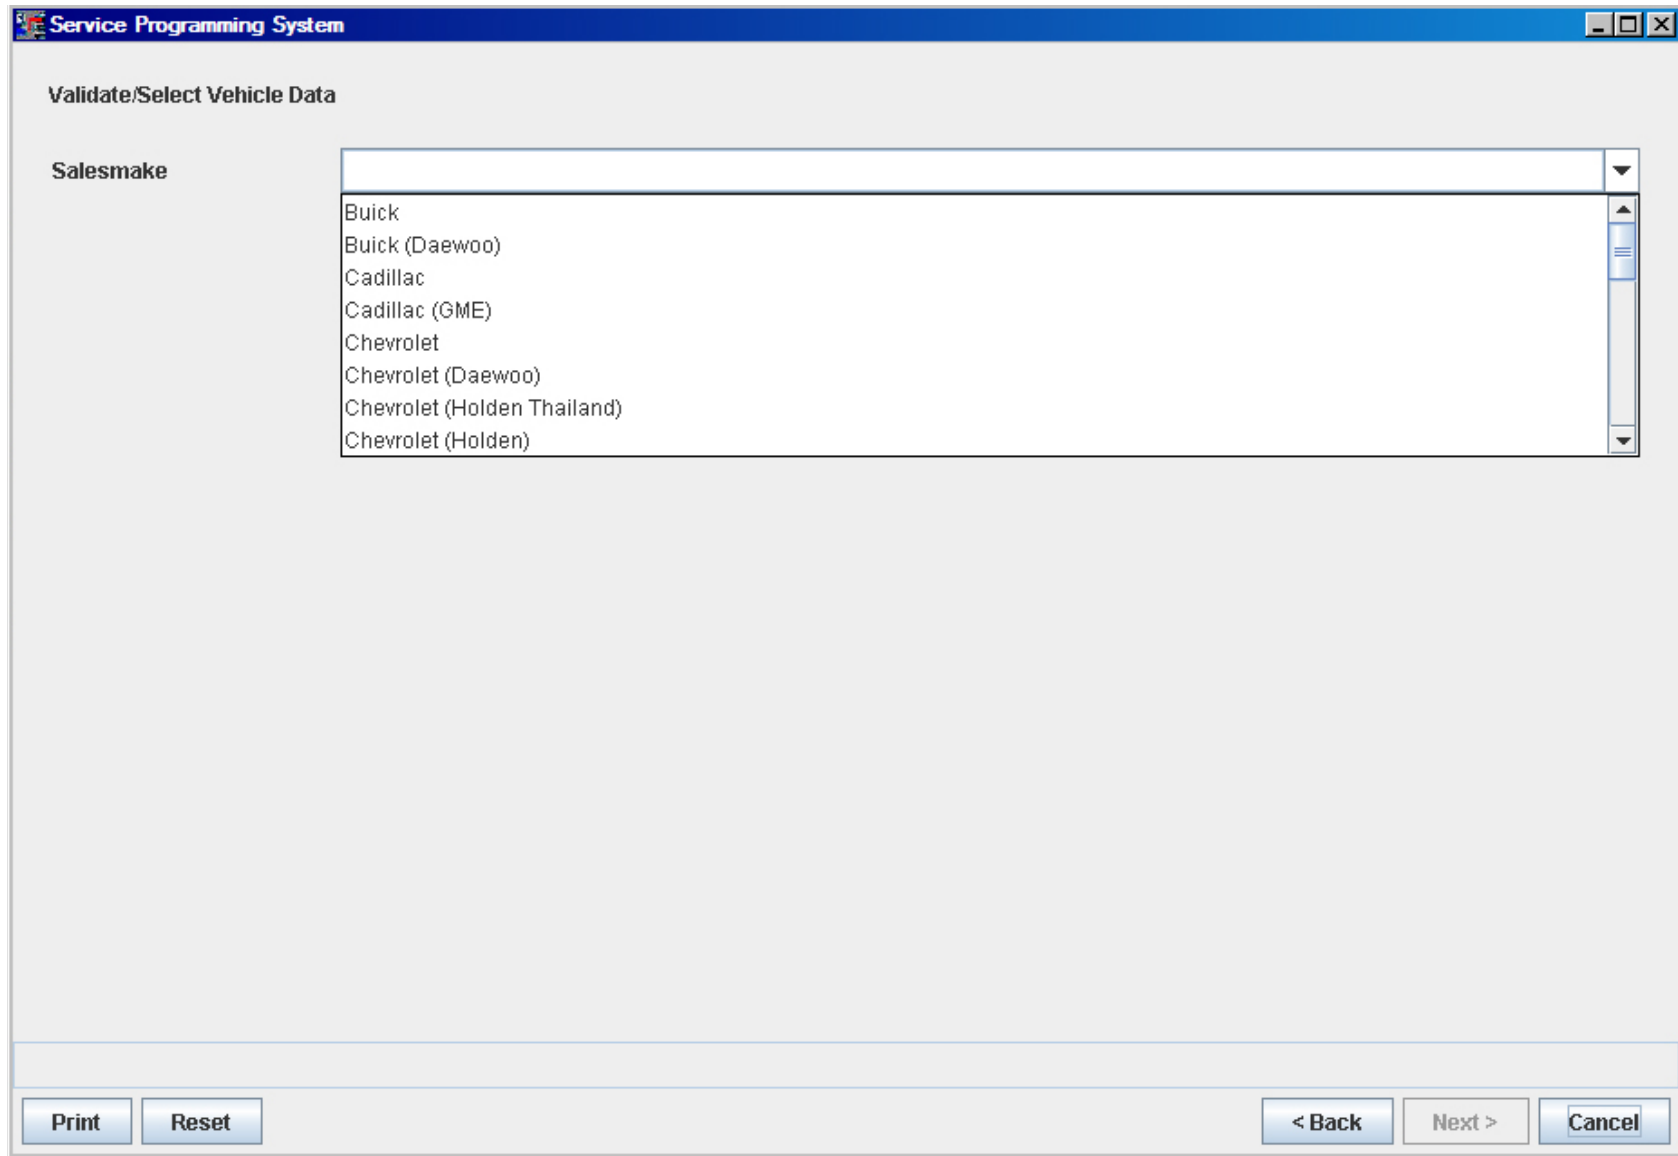 Service Programming System
Validate/Select Vehicle Data
Salesmake
Buick
Buick (Daewoo)
Cadillac
Cadillac (GME)
Chevrolet
Chevrolet (Daewoo)
Chevrolet (Holden Thailand)
Chevrolet (Holden)
Print Reset < Back Next > Cancel